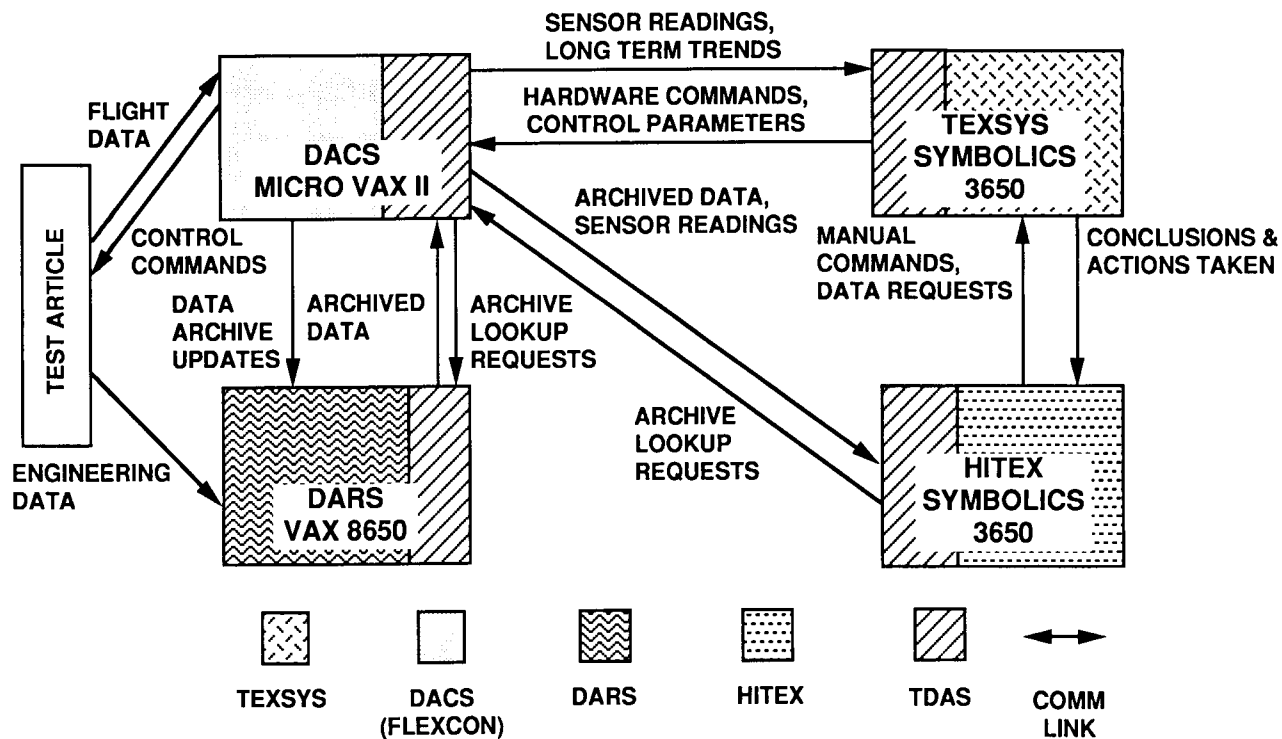 SENSOR READINGS,
LONG TERM TRENDS
FLIGHT
DATA
HARDWARE COMMANDS,
CONTROL PARAMETERS
DACS
MICRO VAX II
TEXSYS
SYMBOLICS
3650
TEST ARTICLE
CONTROL
COMMANDS
ARCHIVED DATA,
SENSOR READINGS
MANUAL
COMMANDS,
DATA REQUESTS
CONCLUSIONS &
ACTIONS TAKEN
DATA
ARCHIVE
UPDATES
ARCHIVED
DATA
ARCHIVE
LOOKUP
REQUESTS
ARCHIVE
LOOKUP
REQUESTS
ENGINEERING
DATA
DARS
VAX 8650
HITEX
SYMBOLICS
3650
TEXSYS
DACS
(FLEXCON)
DARS
HITEX
TDAS
COMM
LINK